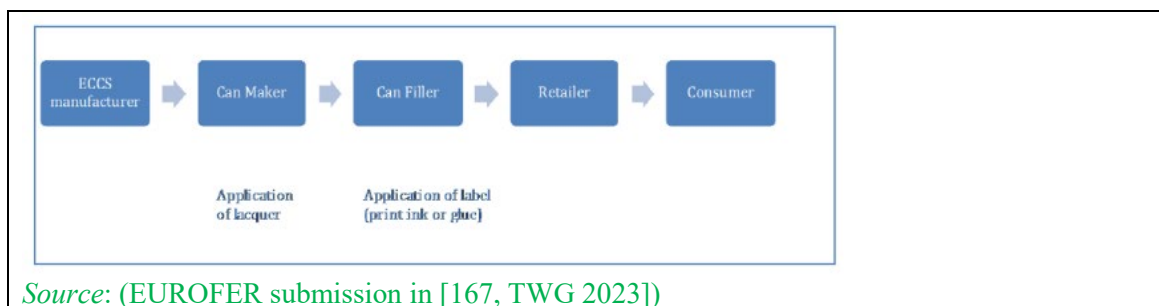 ECCS
manufacturer
Can Maker
Can Filler
Retailer
Consumer
Application
of lacquer
Application of label
(print ink or glue)
Source: (EUROFER submission in [167, TWG 2023])